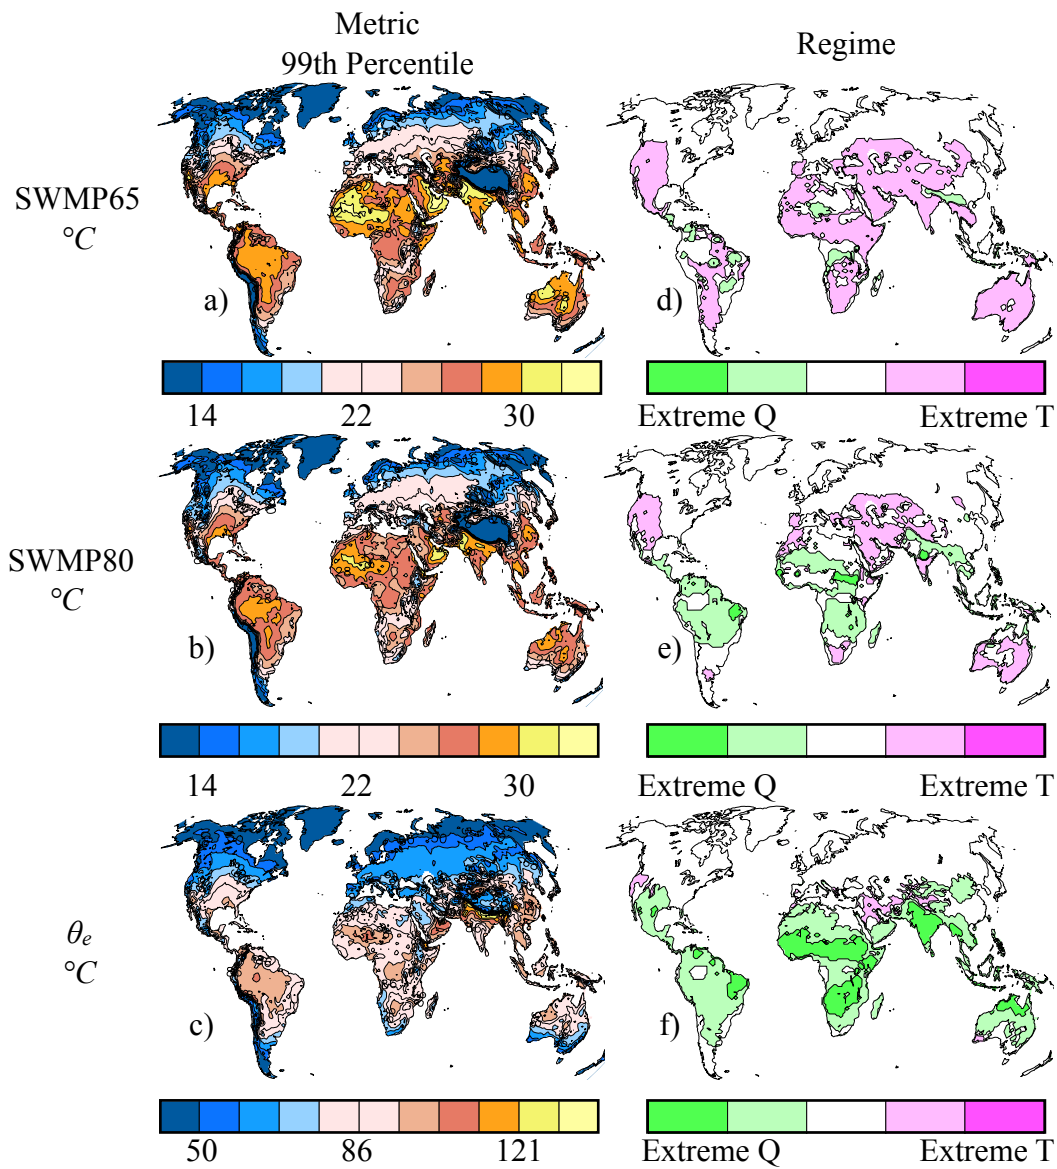 Metric
99th Percentile
Regime
SWMP65
°C
a)
d)
14 22 30
Extreme Q Extreme T
SWMP80
°C
b)
e)
14 22 30
Extreme Q Extreme T
θe
°C
c)
f)
50 86 121
Extreme Q Extreme T